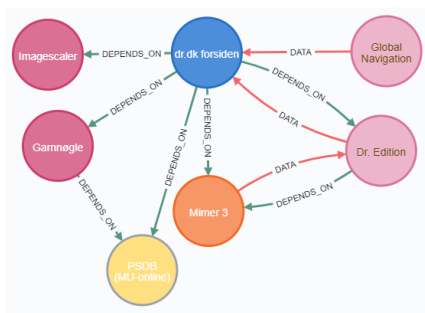 Imagescaler
DEPENDS_ON
dr.dk forsiden
DATA
Global
Navigation
DEPENDS_ON
DEPENDS_ON
DATA
DEPENDS_ON
DEPENDS_ON
Garnnøgle
Dr. Edition
DATA
DEPENDS_ON
DEPENDS_ON
Mimer 3
PSDB
(MU-online)